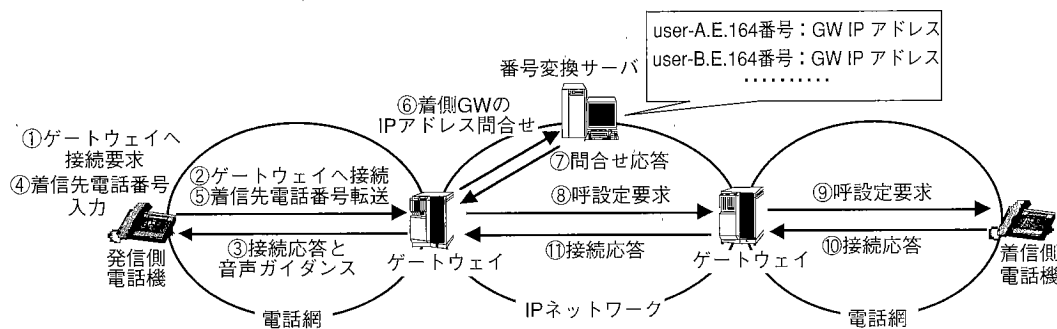 user-A.E.164番号：GW IP アドレス
user-B.E.164番号：GW IP アドレス
··········
番号変換サーバ
⑥着側GWの
IPアドレス問合せ
⑦問合せ応答
①ゲートウェイへ
接続要求
④着信先電話番号
入力
②ゲートウェイへ接続
⑤着信先電話番号転送
③接続応答と
音声ガイダンス
⑧呼設定要求
⑪接続応答
⑨呼設定要求
⑩接続応答
発信側
電話機
ゲートウェイ
ゲートウェイ
着信側
電話機
電話網
IPネットワーク
電話網